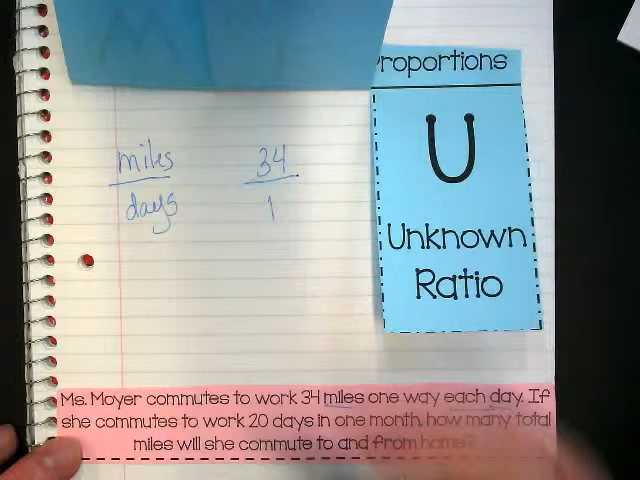 Proportions
U
Unknown
Ratio
miles 34
days 1
Ms. Moyer commutes to work 34 miles one way each day. If
she commutes to work 20 days in one month, how many total
miles will she commute to and from home?